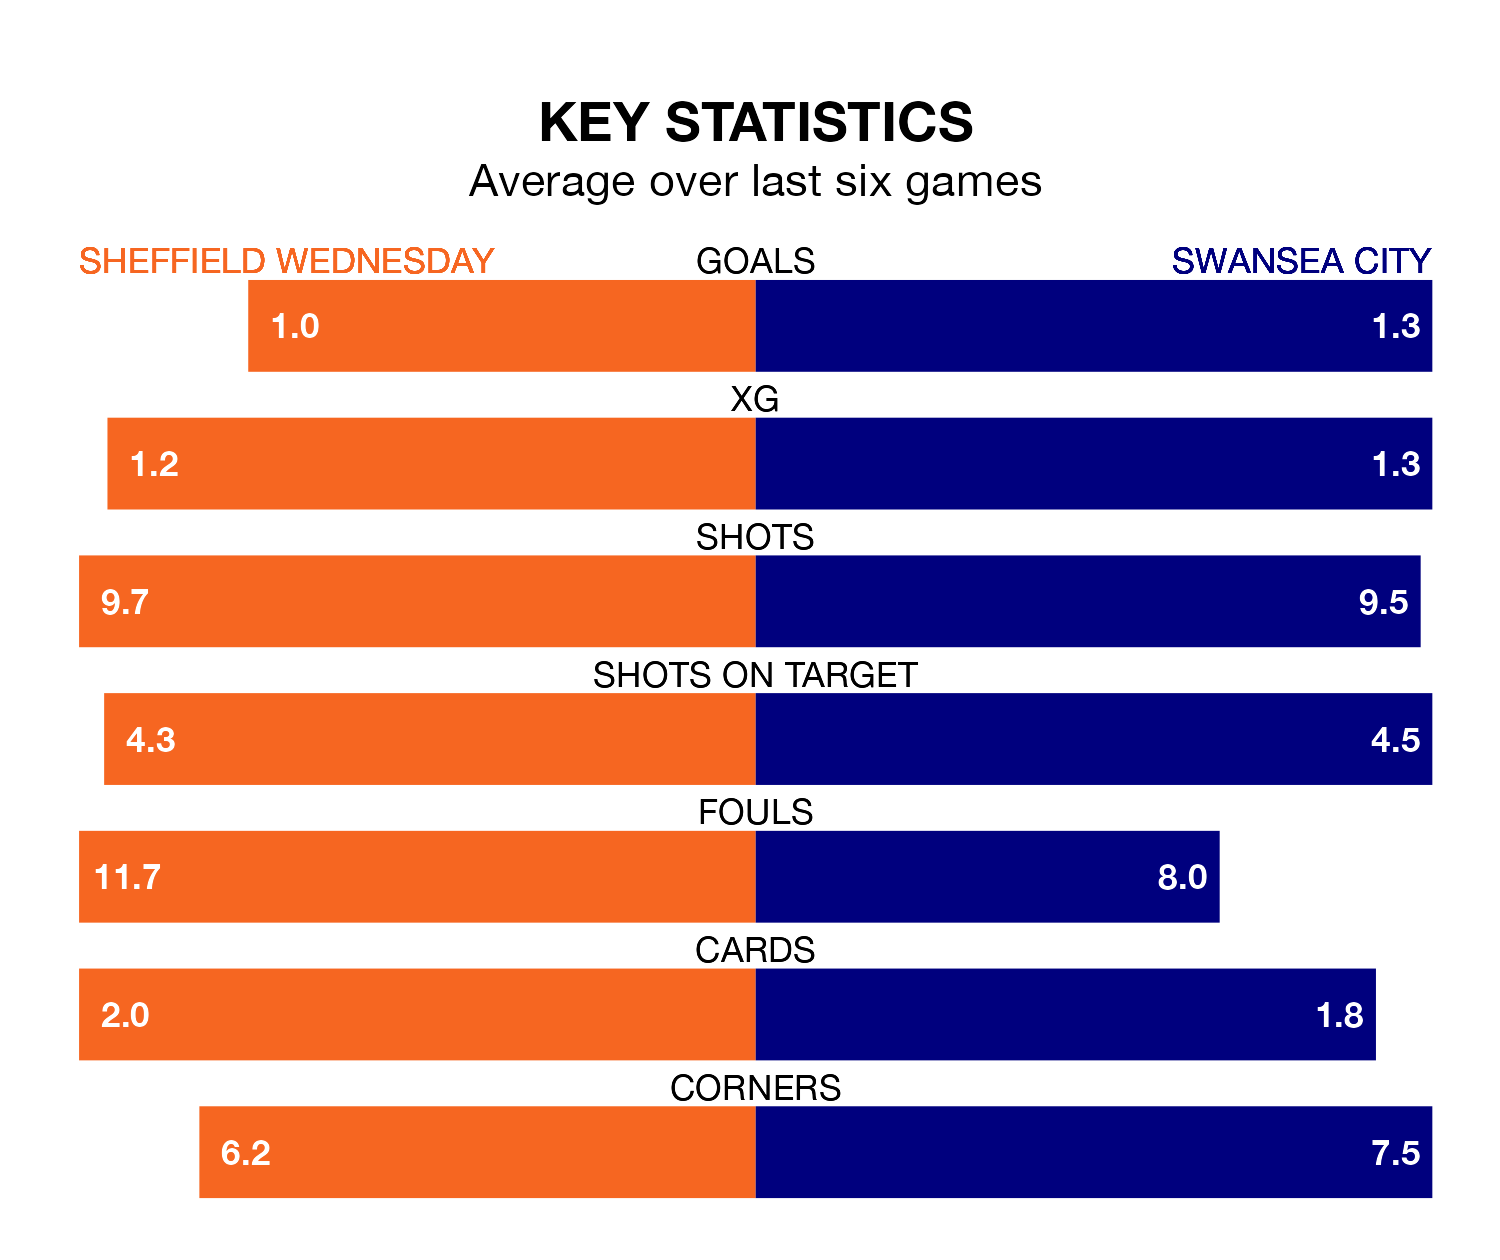 KEY STATISTICS
Average over last six games
SHEFFIELD WEDNESDAY GOALS SWANSEA CITY
1.0 1.3
XG
1.2 1.3
SHOTS
9.7 9.5
SHOTS ON TARGET
4.3 4.5
FOULS
11.7 8.0
CARDS
2.0 1.8
CORNERS
6.2 7.5